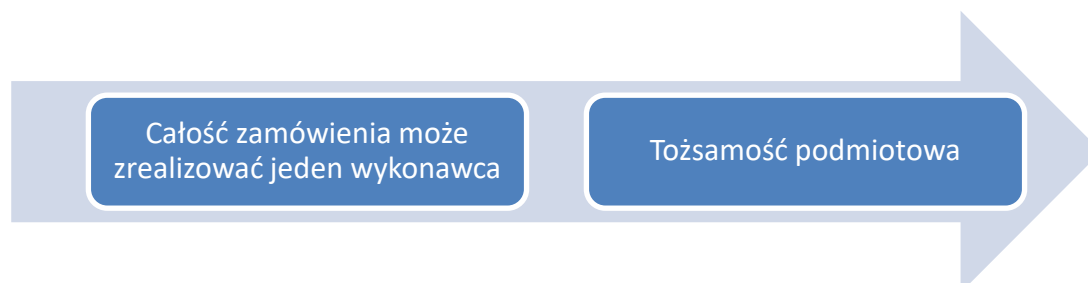 Całość zamówienia może
zrealizować jeden wykonawca
Tożsamość podmiotowa